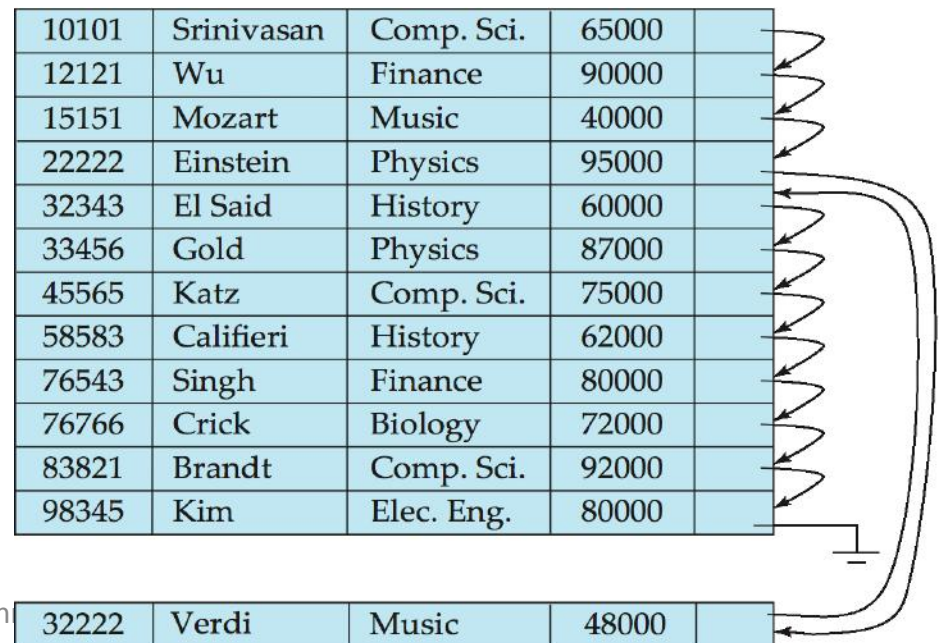 10101 Srinivasan Comp. Sci. 65000
12121 Wu Finance 90000
15151 Mozart Music 40000
22222 Einstein Physics 95000
32343 El Said History 60000
33456 Gold Physics 87000
45565 Katz Comp. Sci. 75000
58583 Califieri History 62000
76543 Singh Finance 80000
76766 Crick Biology 72000
83821 Brandt Comp. Sci. 92000
98345 Kim Elec. Eng. 80000
32222 Verdi Music 48000